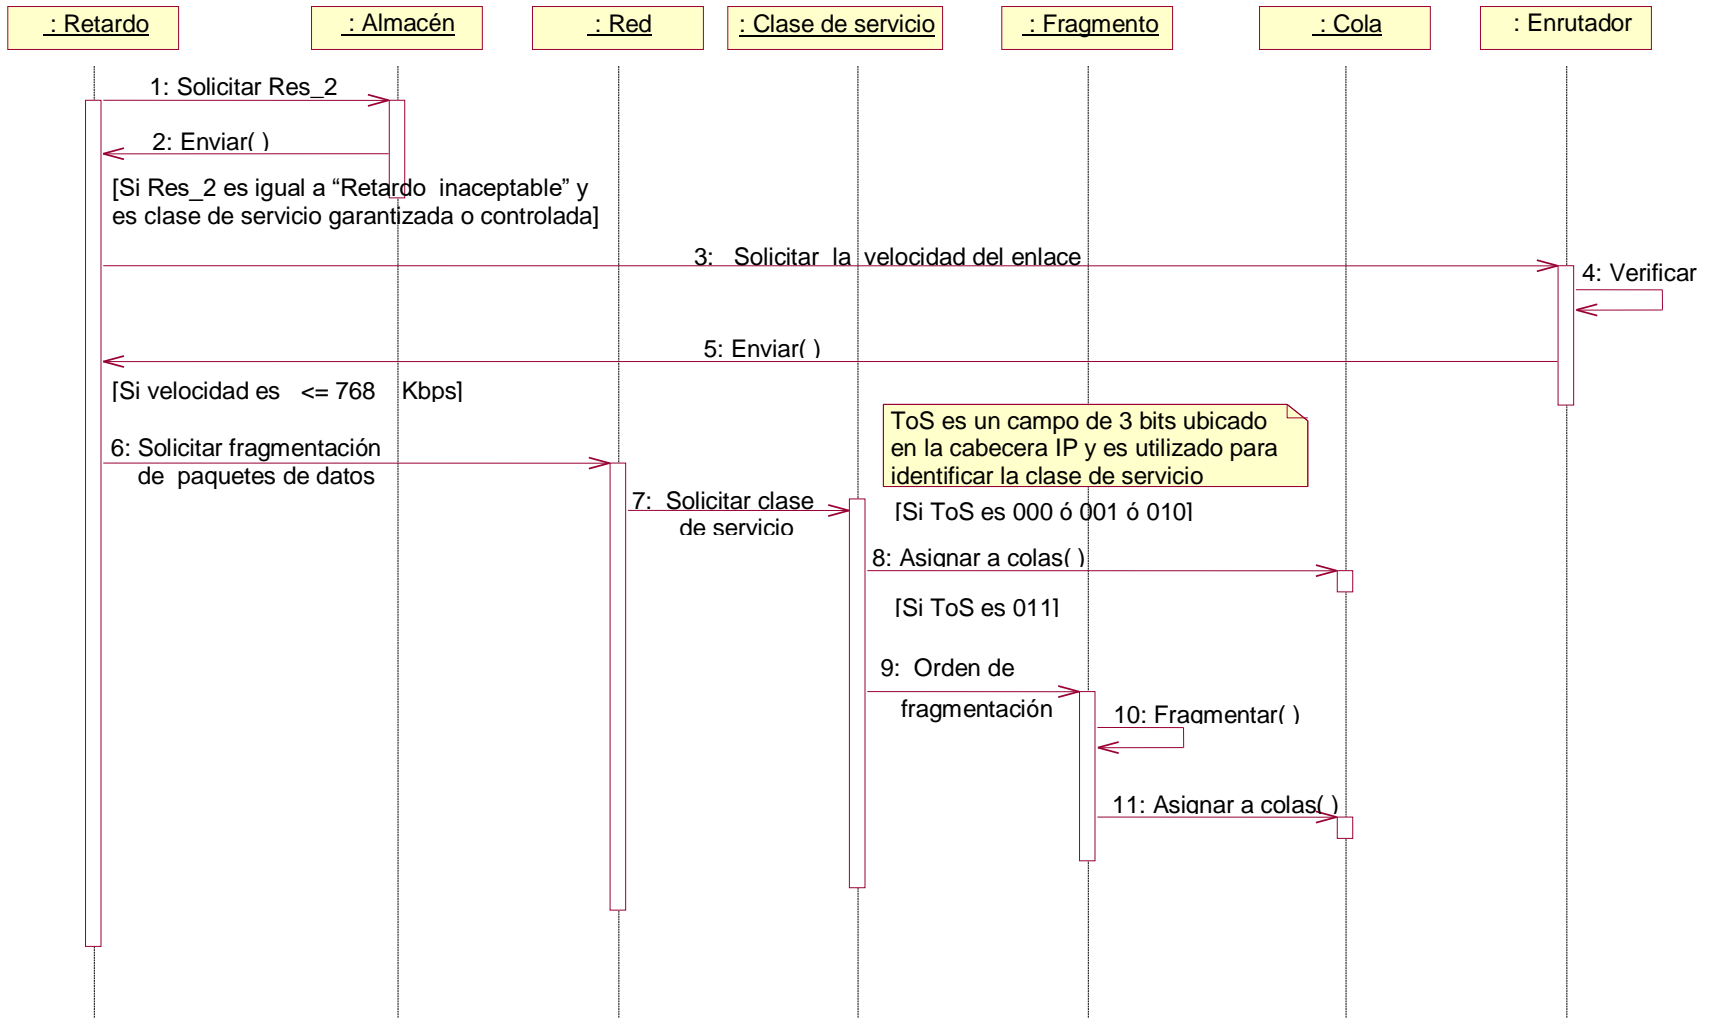 : Retardo
: Almacén
: Red
: Clase de servicio
: Fragmento
: Cola
: Enrutador
1: Solicitar Res_2
2: Enviar( )
[Si Res_2 es igual a “Retardo inaceptable” y
es clase de servicio garantizada o controlada]
3: Solicitar la velocidad del enlace
4: Verificar
5: Enviar( )
[Si velocidad es <= 768 Kbps]
ToS es un campo de 3 bits ubicado
en la cabecera IP y es utilizado para
identificar la clase de servicio
6: Solicitar fragmentación
de paquetes de datos
7: Solicitar clase
de servicio
[Si ToS es 000 ó 001 ó 010]
8: Asignar a colas( )
[Si ToS es 011]
9: Orden de
fragmentación
10: Fragmentar( )
11: Asignar a colas( )